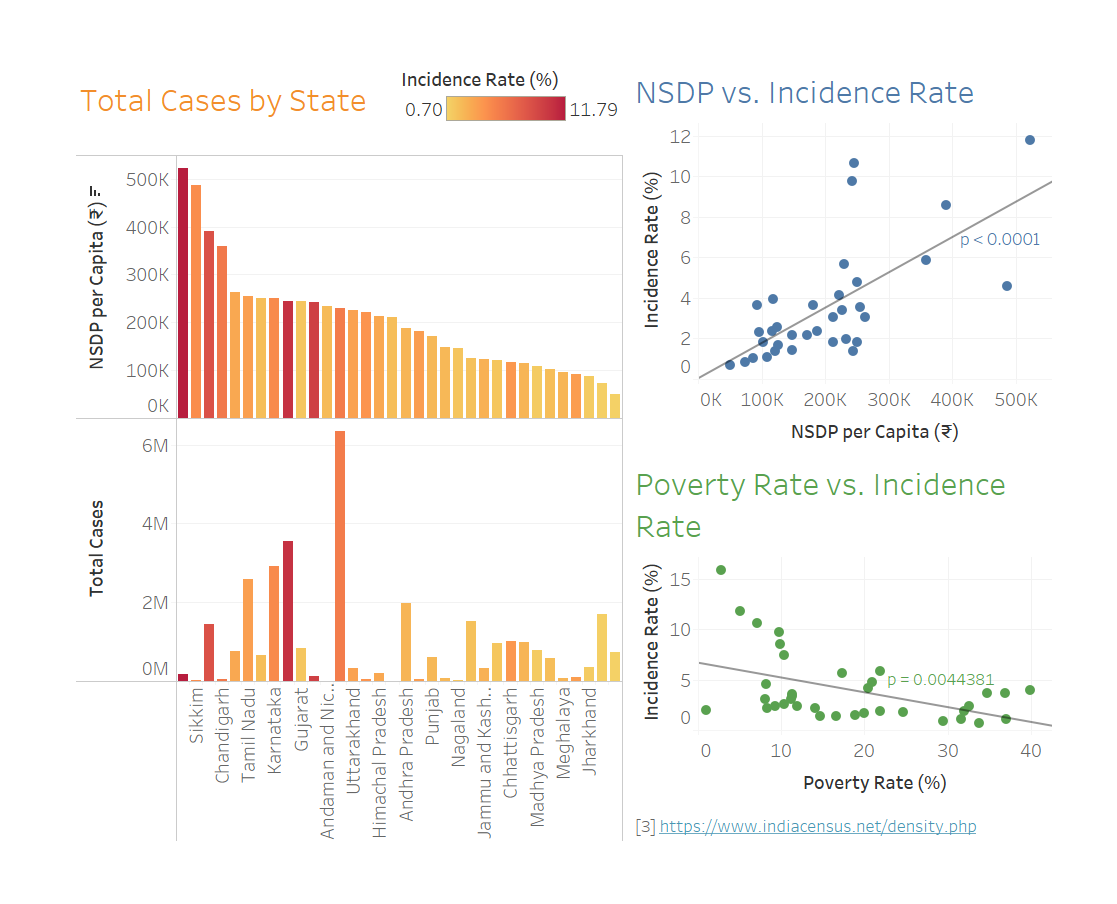 Total Cases by State
Incidence Rate (%)
0.70 11.79
NSDP per Capita (₹)
500K
400K
300K
200K
100K
0K
Total Cases
6M
4M
2M
0M
Sikkim
Chandigarh
Tamil Nadu
Karnataka
Gujarat
Andaman and Nic..
Uttarakhand
Himachal Pradesh
Andhra Pradesh
Punjab
Nagaland
Jammu and Kash..
Chhattisgarh
Madhya Pradesh
Meghalaya
Jharkhand
NSDP vs. Incidence Rate
Incidence Rate (%)
12
10
8
6
4
2
0
p < 0.0001
0K 100K 200K 300K 400K 500K
NSDP per Capita (₹)
Poverty Rate vs. Incidence
Rate
Incidence Rate (%)
15
10
5
0
p = 0.0044381
0 10 20 30 40
Poverty Rate (%)
[3] https://www.indiacensus.net/density.php